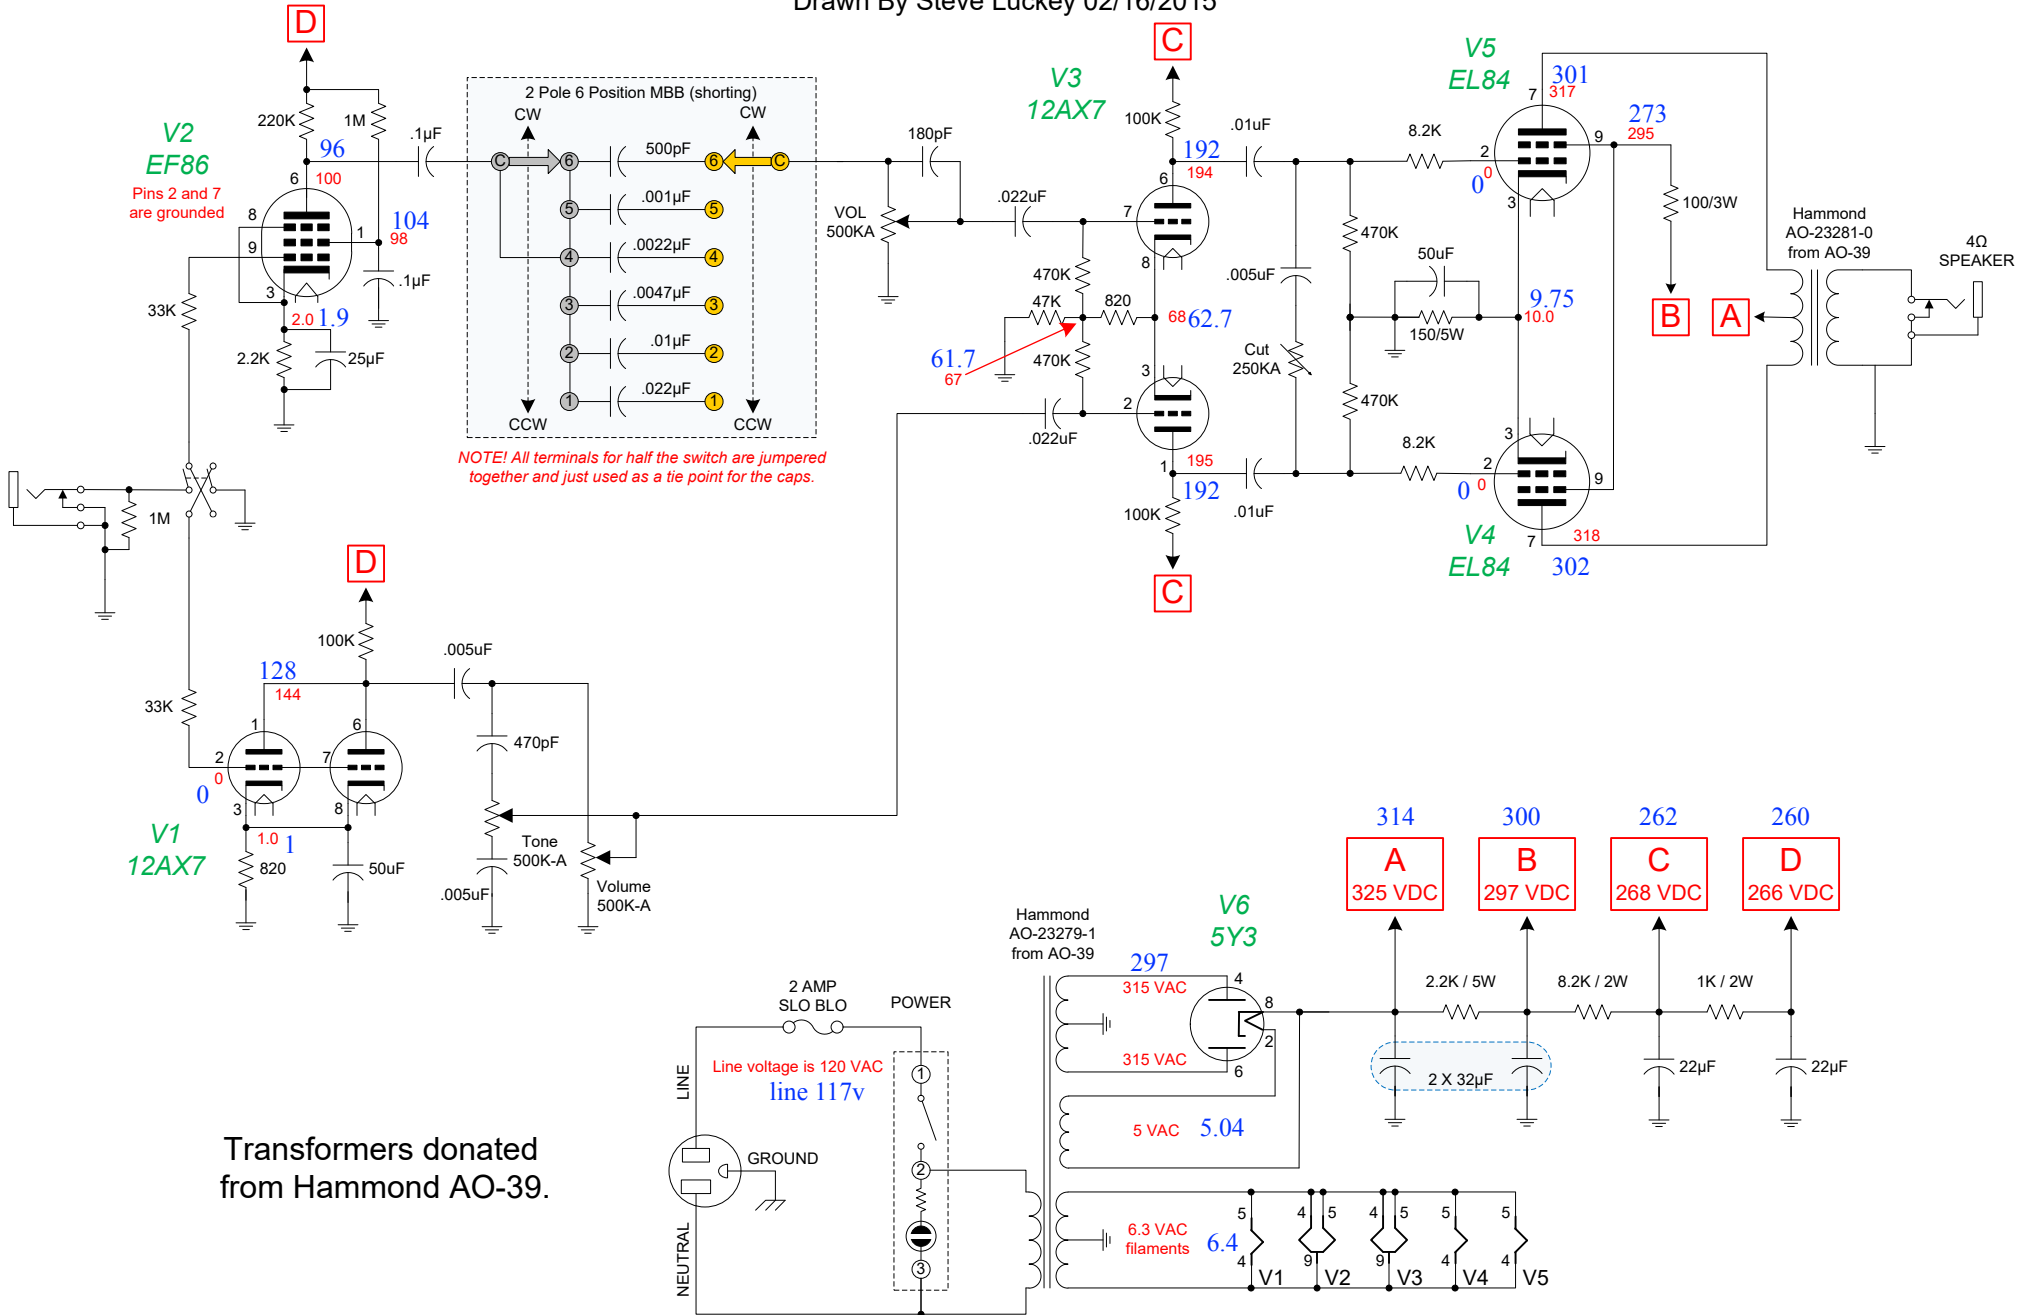 Drawn By Steve Luckey 02/16/2015
D
C
V2
EF86
Pins 2 and 7
are grounded
220K
1M
96
6
100
8
9
1
104
98
.1µF
3
2.0
1.9
2.2K
25µF
33K
.1µF
2 Pole 6 Position MBB (shorting)
CW
CW
C
6
500pF
6
C
5
.001µF
5
4
.0022µF
4
3
.0047µF
3
2
.01µF
2
1
.022µF
1
CCW
CCW
NOTE! All terminals for half the switch are jumpered
together and just used as a tie point for the caps.
180pF
VOL
500KA
.022uF
V3
12AX7
100K
192
194
6
7
8
470K
47K
820
68
62.7
61.7
67
470K
3
2
.022uF
1
195
192
100K
C
.01uF
.005uF
Cut
250KA
.01uF
470K
470K
8.2K
8.2K
50uF
150/5W
9.75
10.0
V5
EL84
301
317
7
273
295
9
2
0
0
3
100/3W
B
A
3
2
0
0
9
7
318
302
V4
EL84
Hammond
AO-23281-0
from AO-39
4Ω
SPEAKER
1M
D
100K
128
144
.005uF
33K
1
6
2
7
0
0
3
8
1.0
1
V1
12AX7
820
50uF
470pF
Tone
500K-A
.005uF
Volume
500K-A
314
300
262
260
A
325 VDC
B
297 VDC
C
268 VDC
D
266 VDC
2.2K / 5W
8.2K / 2W
1K / 2W
2 X 32µF
22µF
22µF
Hammond
AO-23279-1
from AO-39
V6
5Y3
297
315 VAC
4
8
2
315 VAC
6
5 VAC
5.04
2 AMP
SLO BLO
POWER
Line voltage is 120 VAC
line 117v
LINE
GROUND
NEUTRAL
1
2
3
6.3 VAC
filaments
6.4
5
4
V1
4
5
9
V2
4
5
9
V3
5
4
V4
5
4
V5
Transformers donated
from Hammond AO-39.